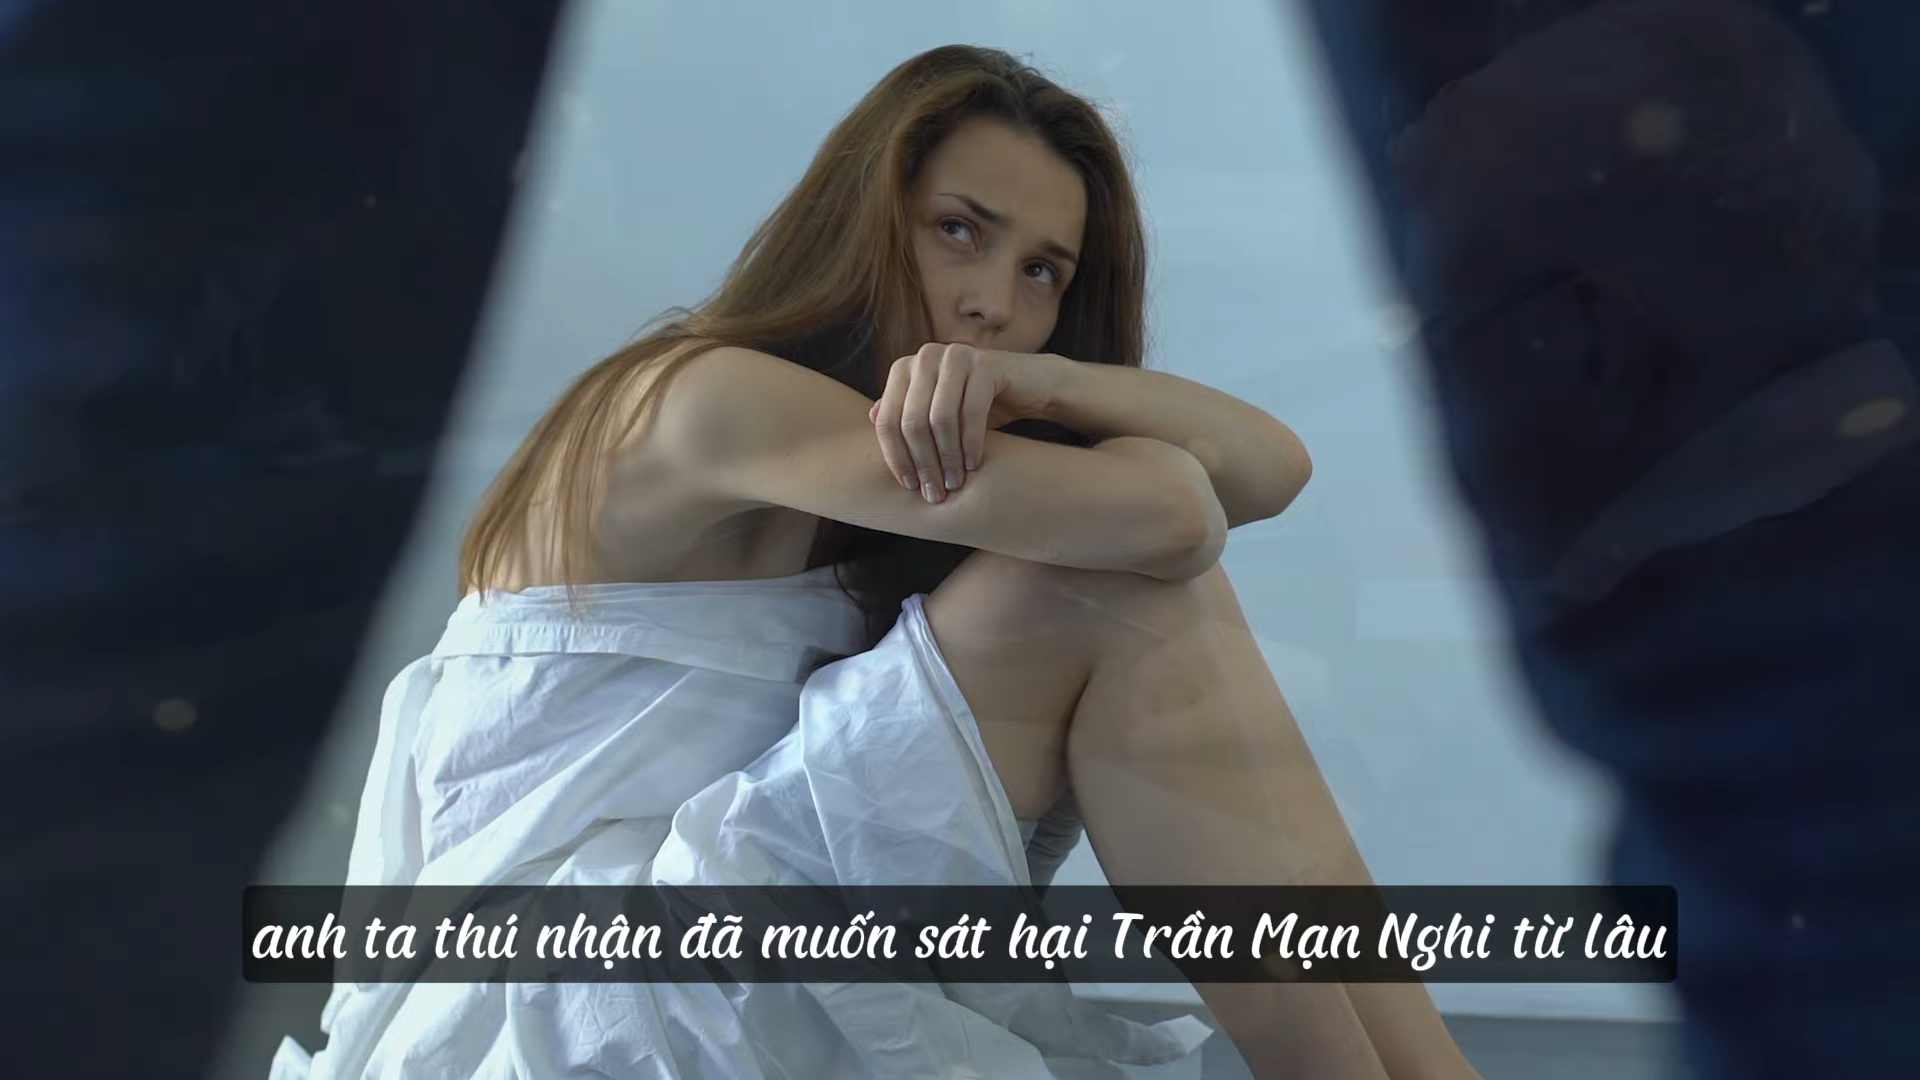 anh ta thú nhận đã muốn sát hại Trần Mạn Nghi từ lâu